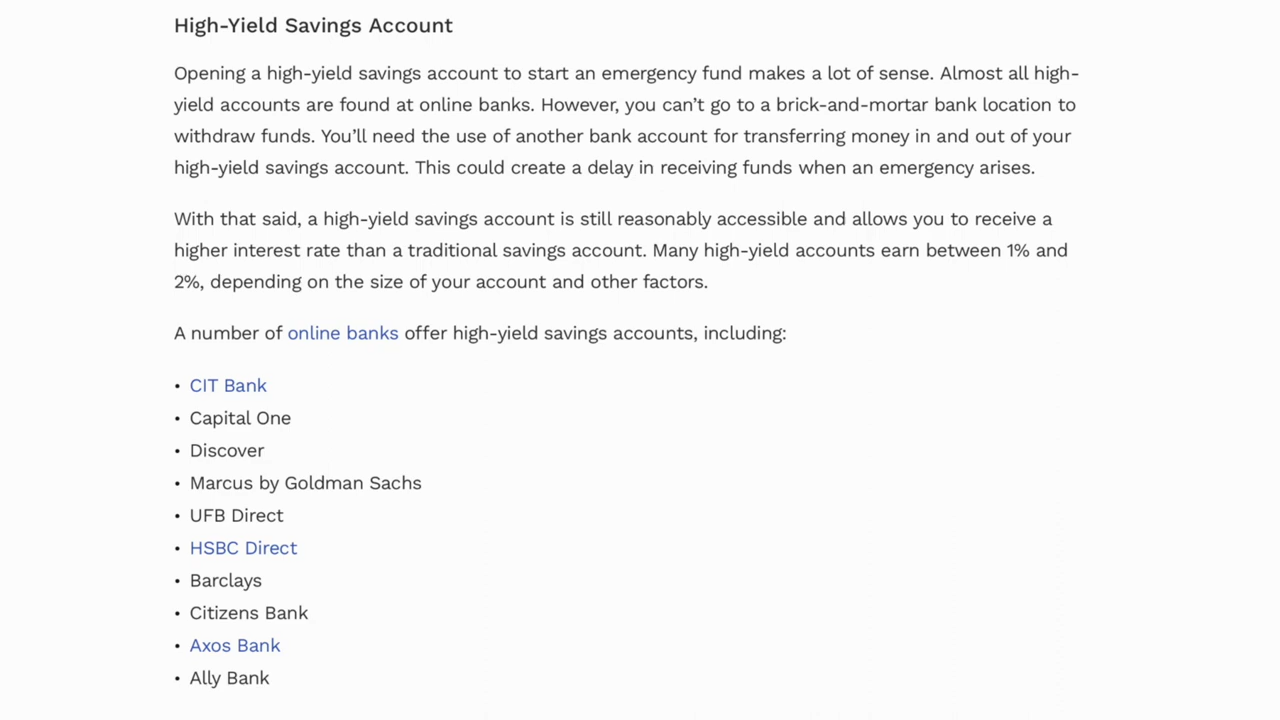 High-Yield Savings Account
Opening a high-yield savings account to start an emergency fund makes a lot of sense. Almost all high-
yield accounts are found at online banks. However, you can’t go to a brick-and-mortar bank location to
withdraw funds. You’ll need the use of another bank account for transferring money in and out of your
high-yield savings account. This could create a delay in receiving funds when an emergency arises.
With that said, a high-yield savings account is still reasonably accessible and allows you to receive a
higher interest rate than a traditional savings account. Many high-yield accounts earn between 1% and
2%, depending on the size of your account and other factors.
A number of online banks offer high-yield savings accounts, including:
• CIT Bank
• Capital One
• Discover
• Marcus by Goldman Sachs
• UFB Direct
• HSBC Direct
• Barclays
• Citizens Bank
• Axos Bank
• Ally Bank